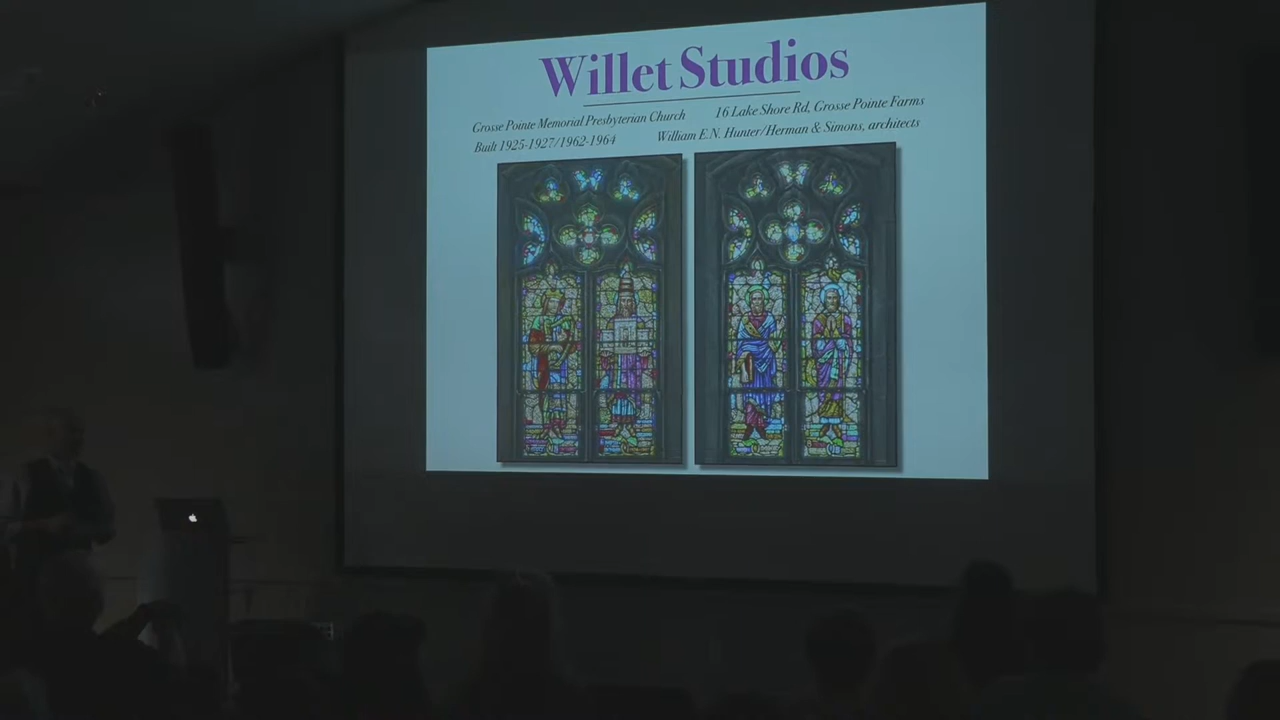 Willet Studios
Grosse Pointe Memorial Presbyterian Church 16 Lake Shore Rd, Grosse Pointe Farms
Built 1925-1927/1962-1964 William E.N. Hunter/Herman & Simons, architects